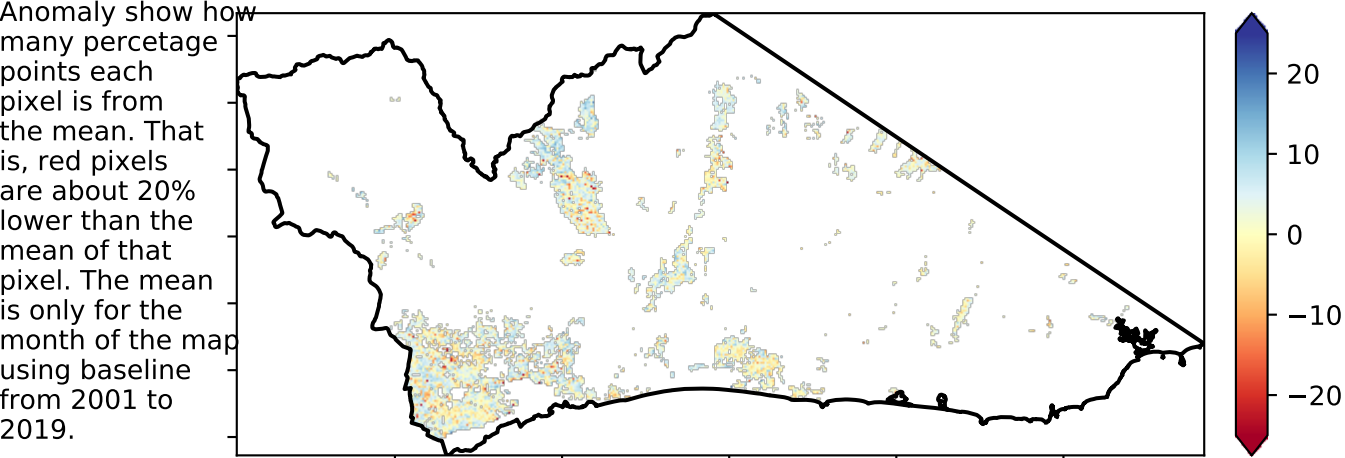 Anomaly show how
many percetage
points each
pixel is from
the mean. That
is, red pixels
are about 20%
lower than the
mean of that
pixel. The mean
is only for the
month of the map
using baseline
from 2001 to
2019.
20
10
0
−10
−20